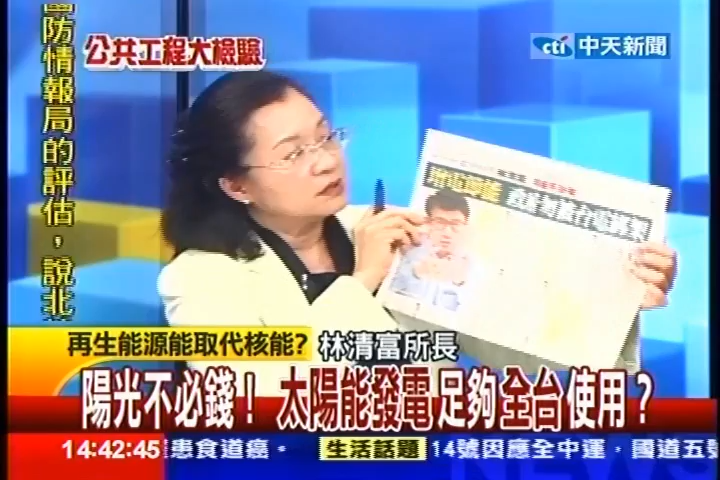 公共工程大檢驗
cti 中天新聞
防情報局的評估，說北
再生能源能取代核能?
林清富所長
陽光不必錢！太陽能發電足夠全台使用？
14:42:45
患食道癌。
生活話題
14號因應全中運，國道五號